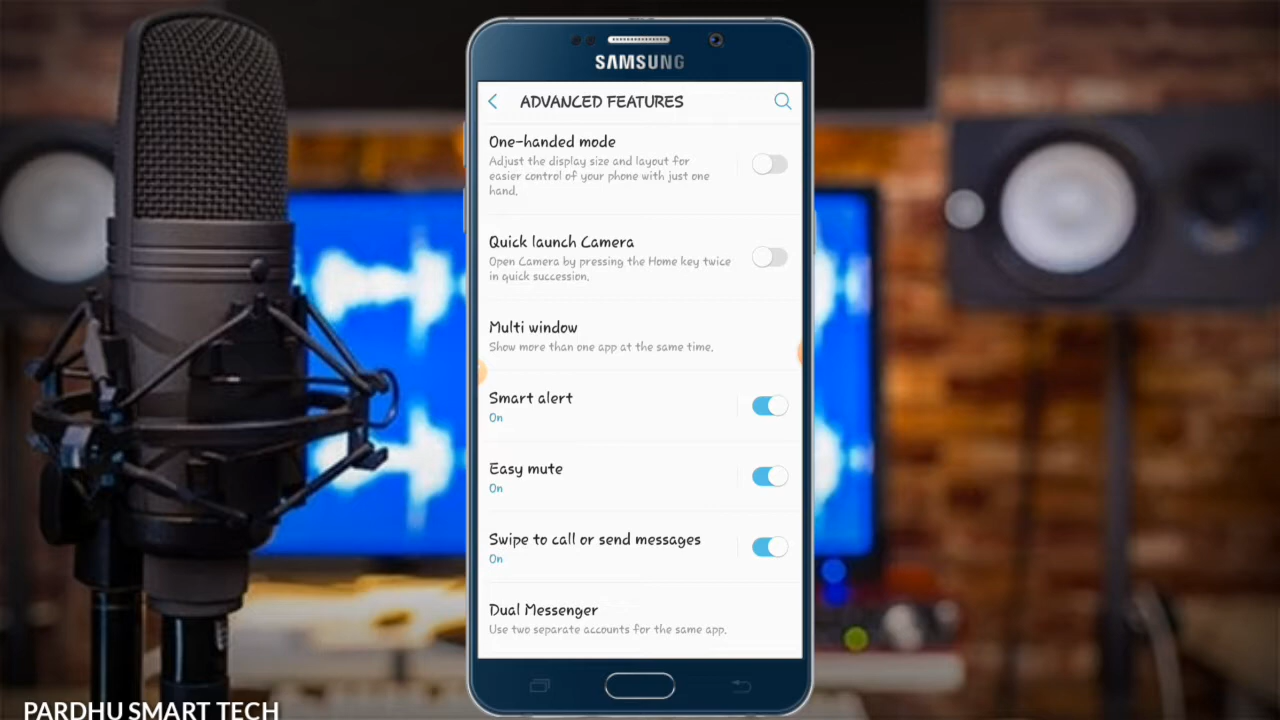 SAMSUNG
ADVANCED FEATURES
One-handed mode
Adjust the display size and layout for
easier control of your phone with just one
hand.
Quick launch Camera
Open Camera by pressing the Home key twice
in quick succession.
Multi window
Show more than one app at the same time.
Smart alert
On
Easy mute
On
Swipe to call or send messages
On
Dual Messenger
Use two separate accounts for the same app.
PARDHU SMART TECH